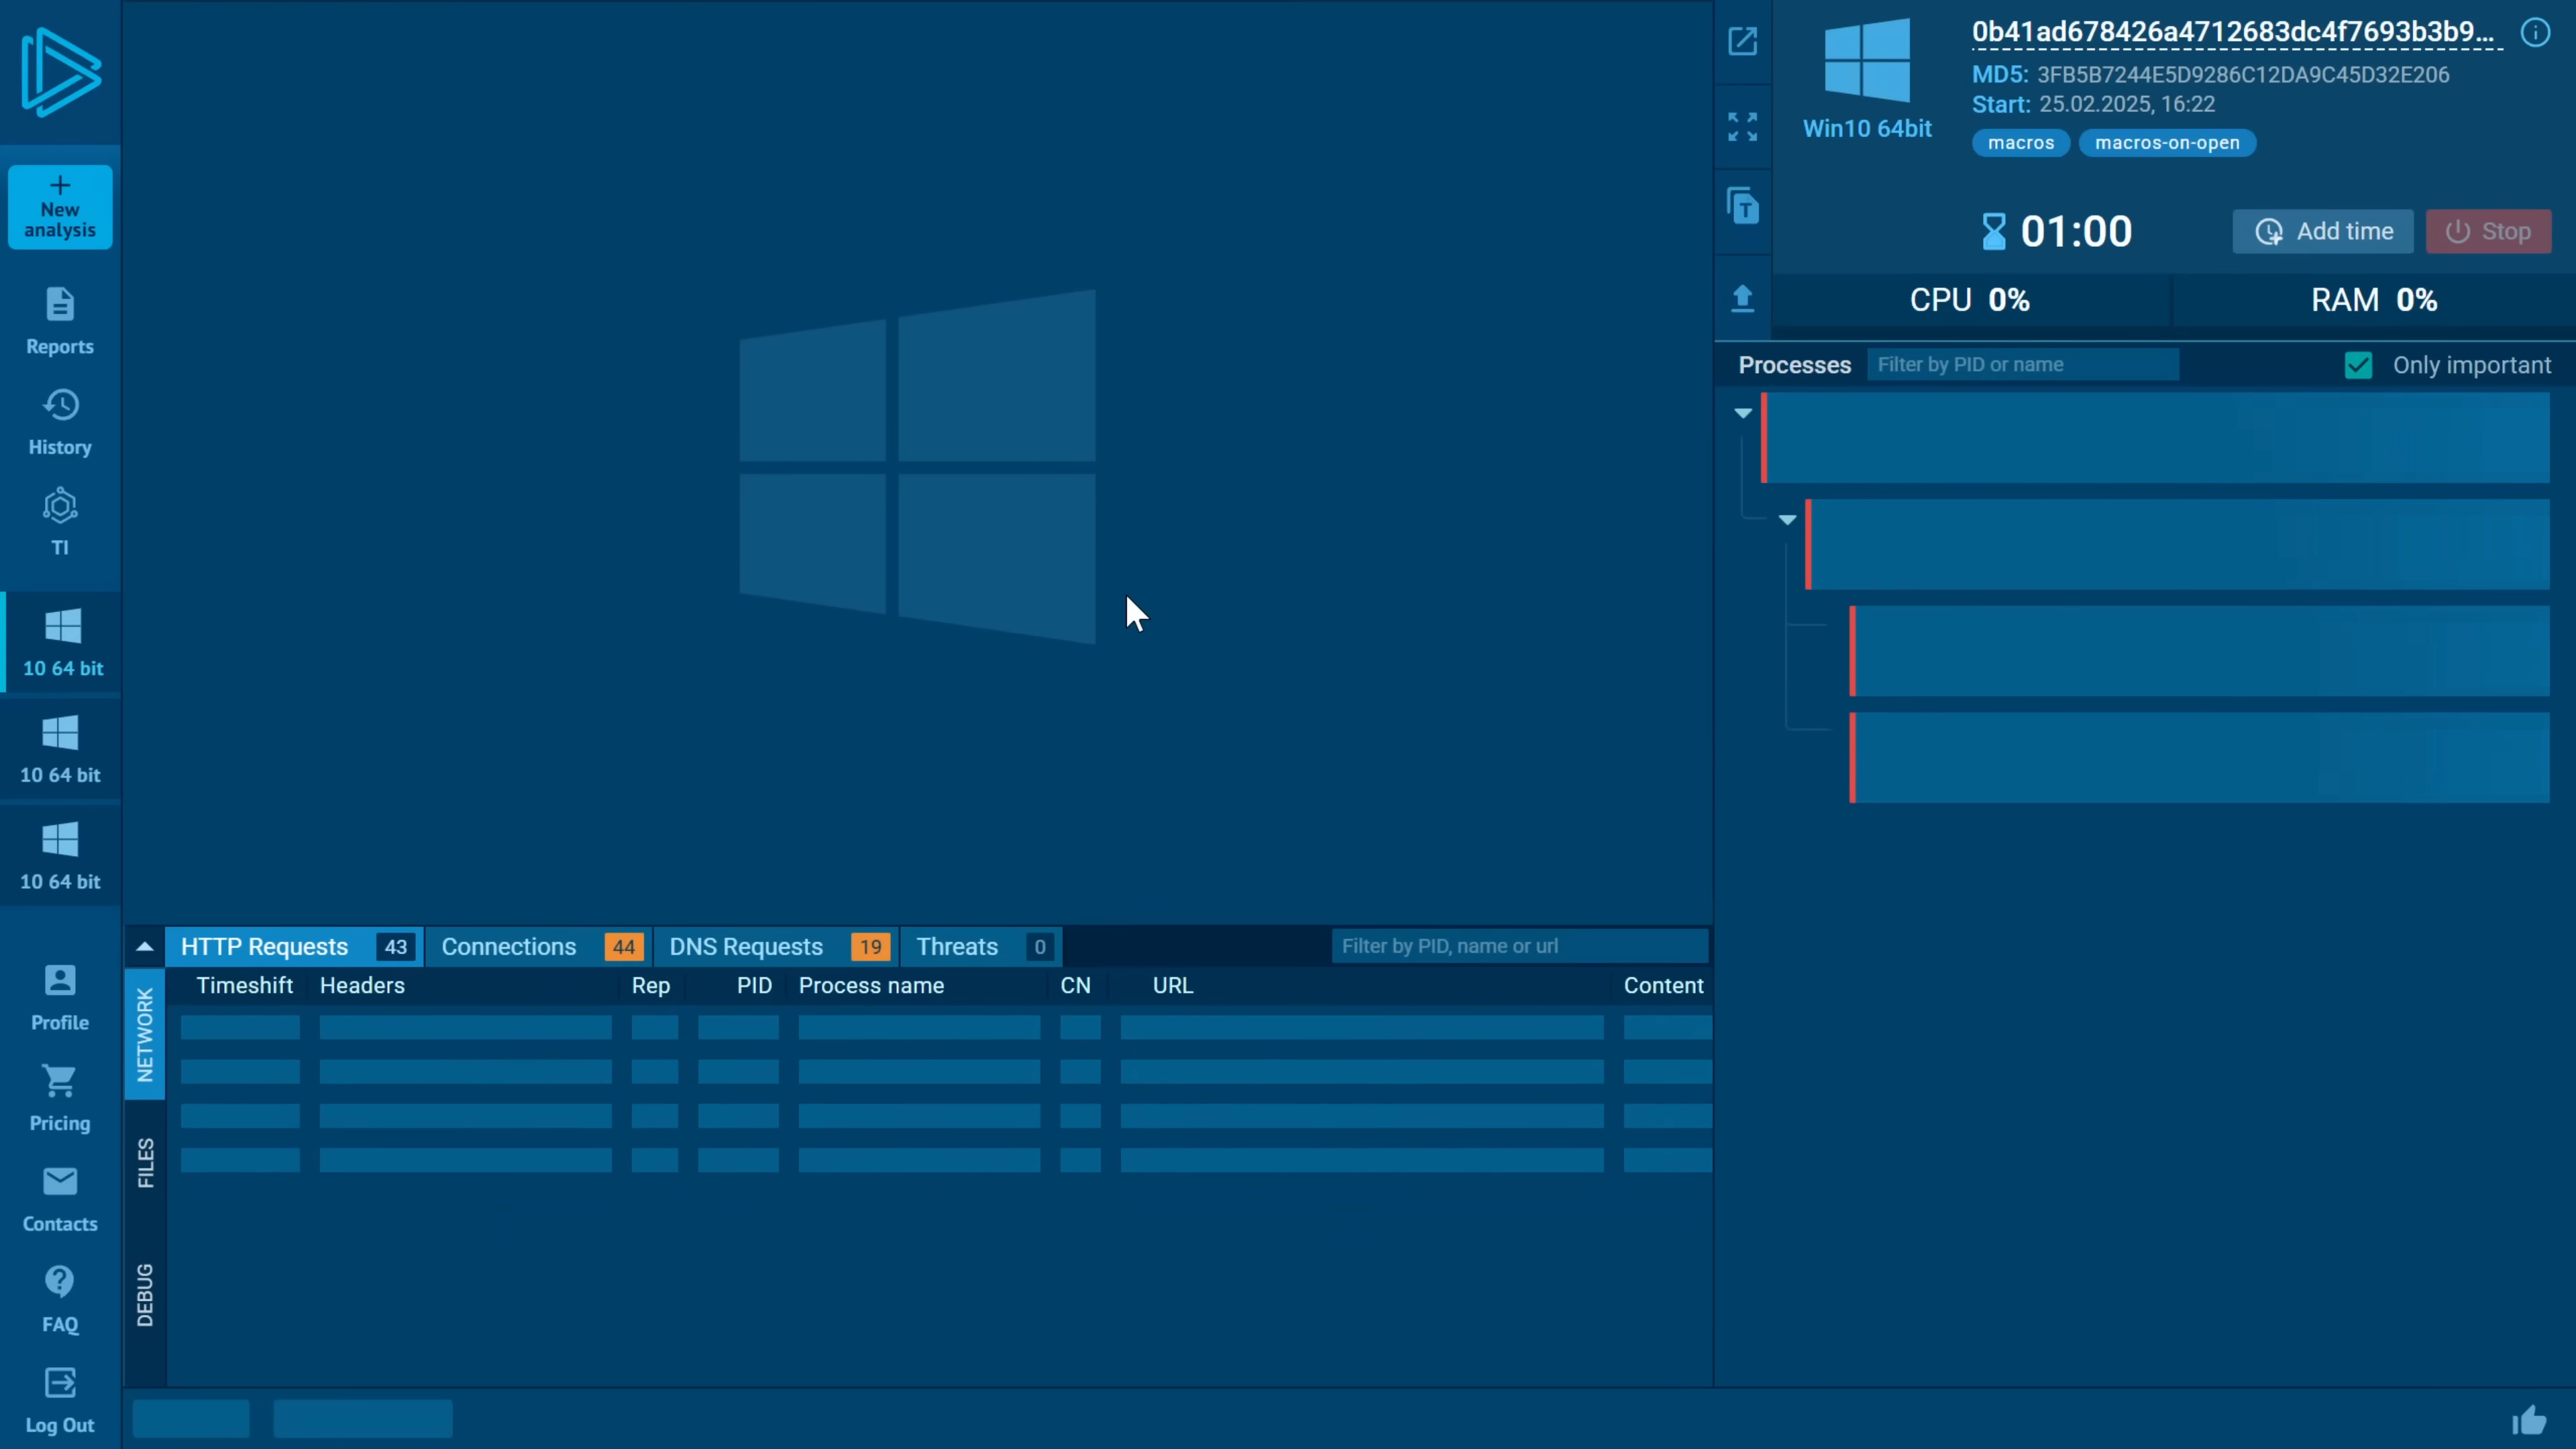 New
analysis
Reports
History
TI
10 64 bit
10 64 bit
10 64 bit
Profile
Pricing
Contacts
FAQ
Log Out
HTTP Requests 43
Connections 44
DNS Requests 19
Threats 0
Filter by PID, name or url
NETWORK
FILES
DEBUG
Timeshift Headers Rep PID Process name CN URL Content
Win10 64bit
0b41ad678426a4712683dc4f7693b3b9...
MD5: 3FB5B7244E5D9286C12DA9C45D32E206
Start: 25.02.2025, 16:22
macros macros-on-open
01:00
Add time
Stop
CPU 0% RAM 0%
Processes Filter by PID or name Only important